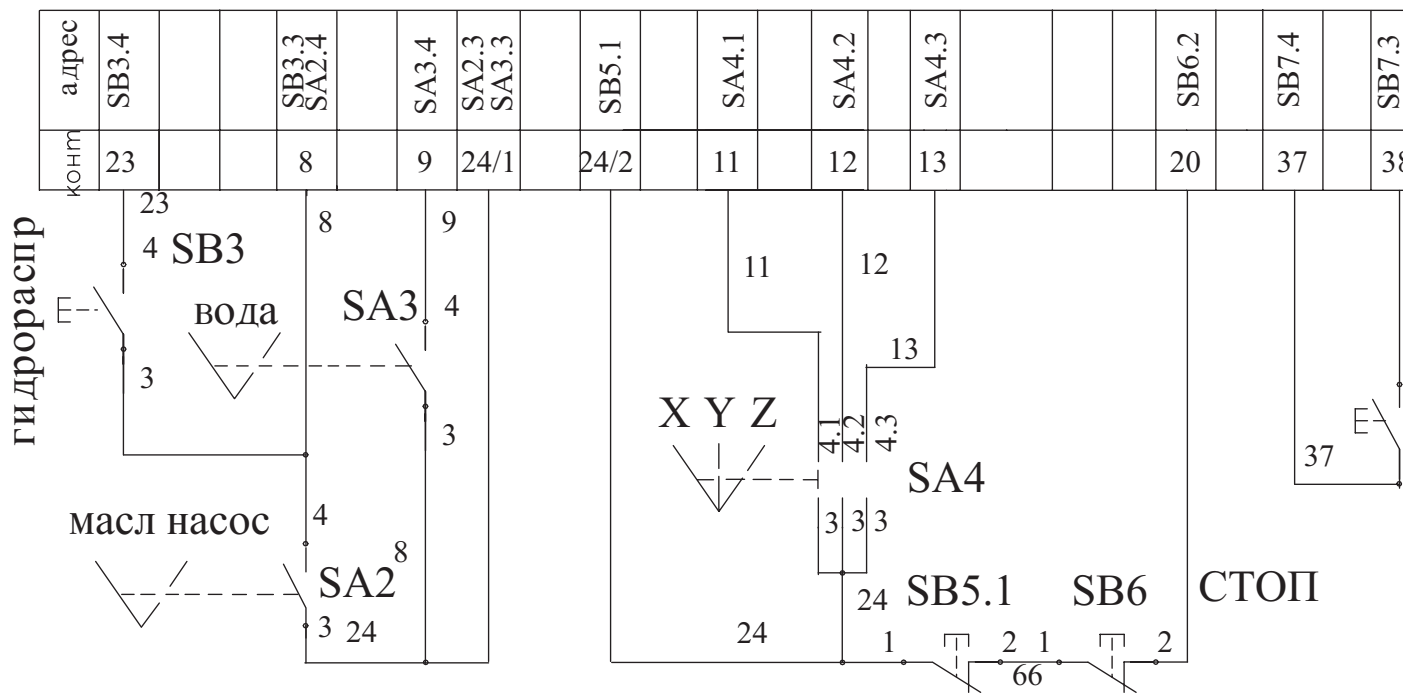 адрес SB3.4 SB3.3 SA2.4 SA3.4 SA2.3 SA3.3 SB5.1 SA4.1 SA4.2 SA4.3 SB6.2 SB7.4 SB7.3
конт 23 8 9 24/1 24/2 11 12 13 20 37 38
23 8 9
4 SB3
11 12
гидрораспр
вода SA3 4
13
3
X Y Z
3
4.1 4.2 4.3
37
SA4
масл насос 4
3 3 3
8
SA2
24 SB5.1 SB6 СТОП
3 24
24 1 2 1 2
66